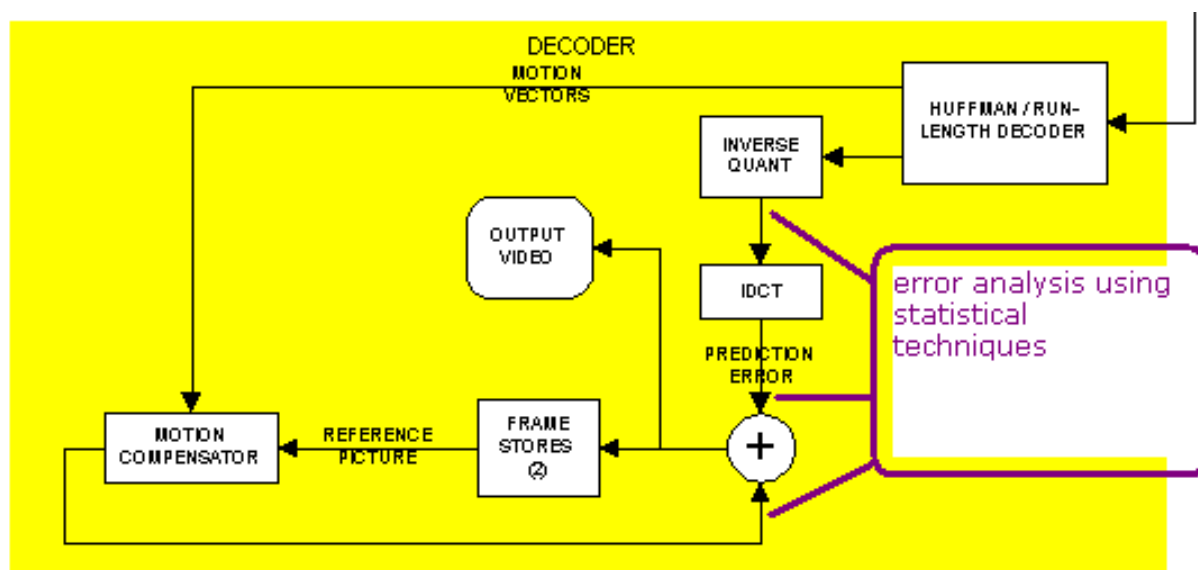 DECODER
MOTION
VECTORS
HUFFMAN / RUN-
LENGTH DECODER
INVERSE
QUANT
OUTPUT
VIDEO
IDCT
error analysis using
statistical
techniques
PREDICTION
ERROR
MOTION
COMPENSATOR
REFERENCE
PICTURE
FRAME
STORES
(2)
+